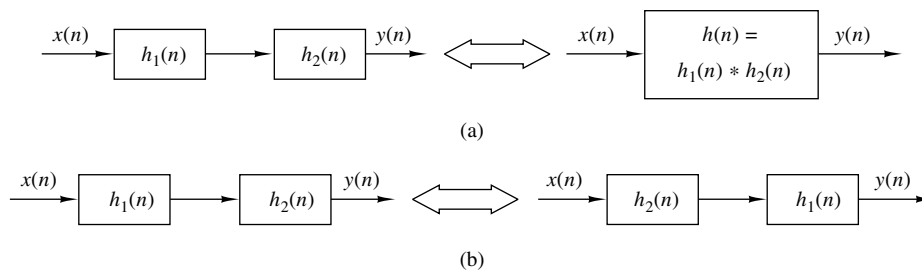 x(n) h1(n) h2(n) y(n) x(n) h(n) = y(n)
h1(n) * h2(n)
(a)
x(n) h1(n) h2(n) y(n) x(n) h2(n) h1(n) y(n)
(b)